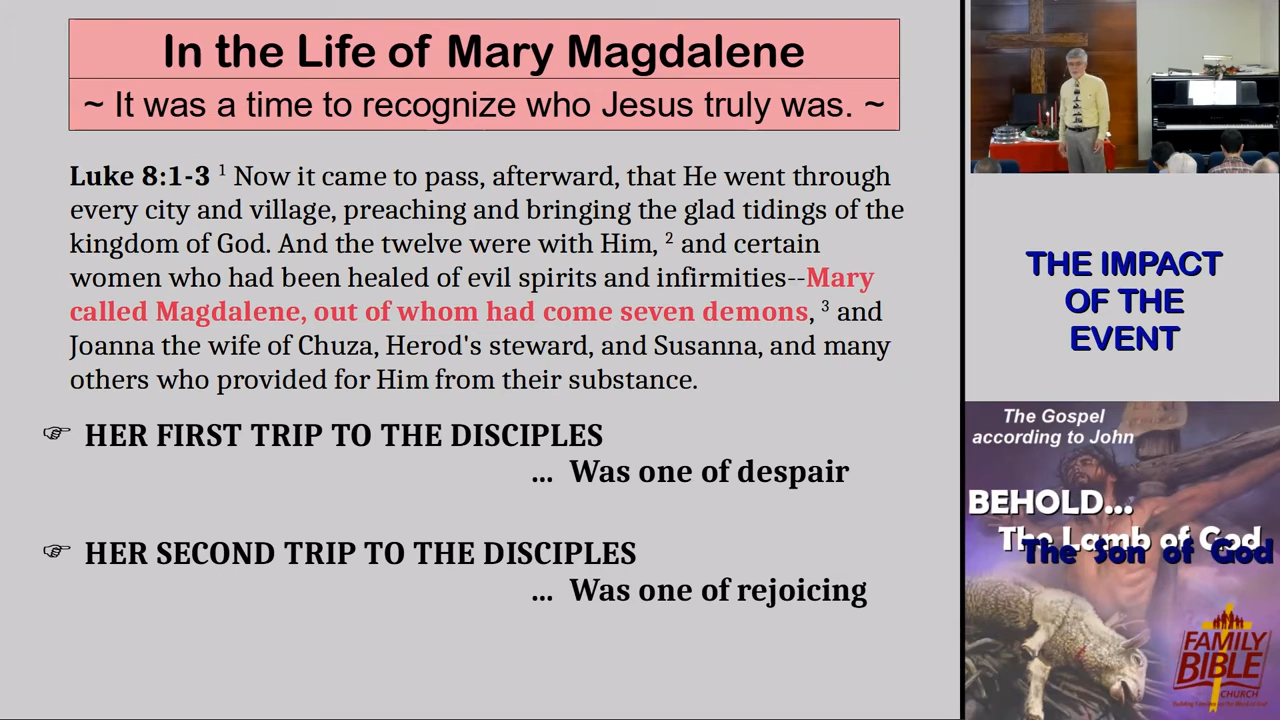 In the Life of Mary Magdalene
~ It was a time to recognize who Jesus truly was. ~
Luke 8:1-3 1 Now it came to pass, afterward, that He went through
every city and village, preaching and bringing the glad tidings of the
kingdom of God. And the twelve were with Him, 2 and certain
women who had been healed of evil spirits and infirmities--Mary
called Magdalene, out of whom had come seven demons, 3 and
Joanna the wife of Chuza, Herod's steward, and Susanna, and many
others who provided for Him from their substance.
☞ HER FIRST TRIP TO THE DISCIPLES
... Was one of despair
☞ HER SECOND TRIP TO THE DISCIPLES
... Was one of rejoicing
THE IMPACT
OF THE
EVENT
The Gospel
according to John
BEHOLD...
The Lamb of God
The Son of God
FAMILY
BIBLE
CHURCH
Building Families on the Word of God